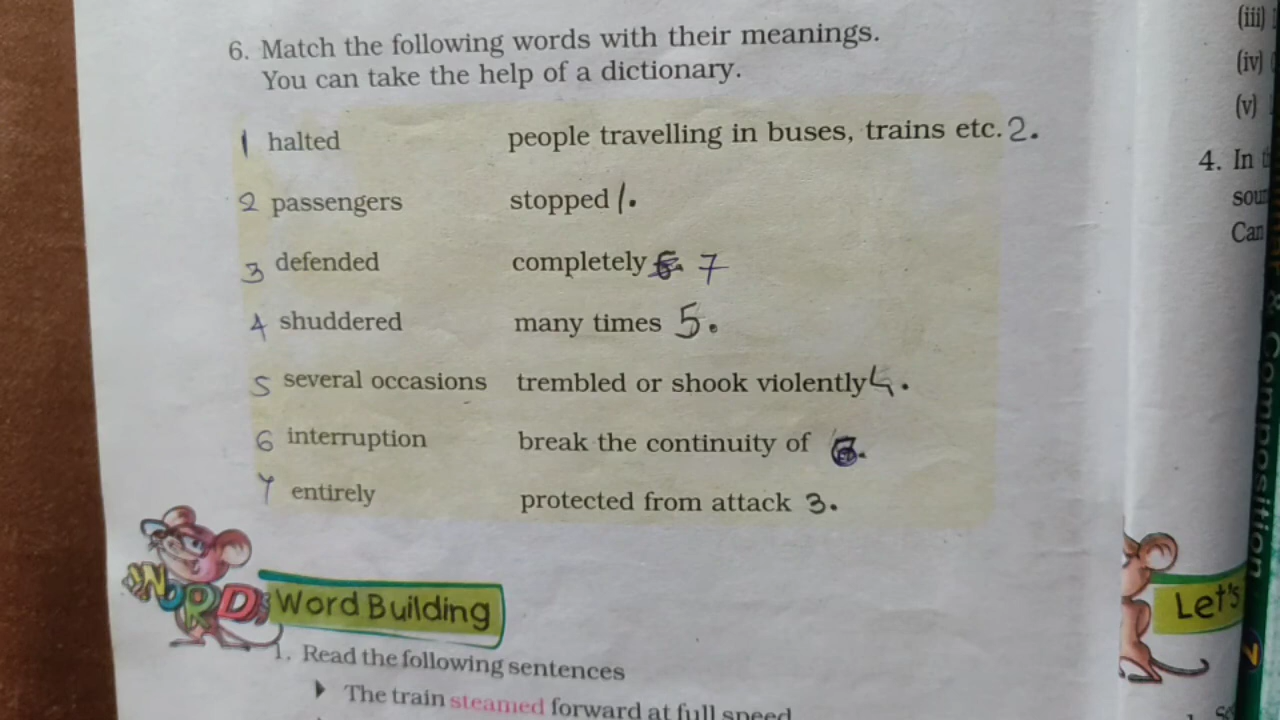 6. Match the following words with their meanings.
You can take the help of a dictionary.
1 halted people travelling in buses, trains etc. 2.
2 passengers stopped 1.
3 defended completely 7
4 shuddered many times 5.
5 several occasions trembled or shook violently 4.
6 interruption break the continuity of
7 entirely protected from attack 3.
WORDS Word Building
1. Read the following sentences
The train steamed forward at full speed
(iii)
(iv)
(v)
4. In
Can
Let's
Composition
7